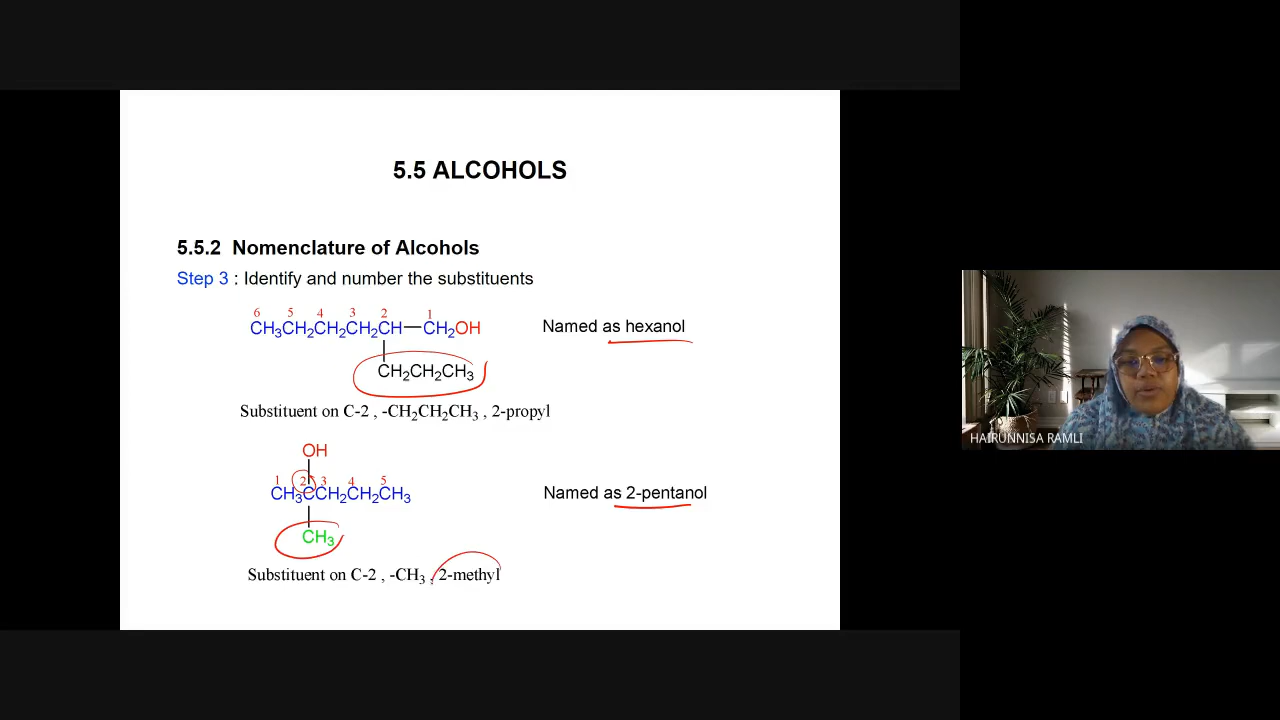 5.5 ALCOHOLS
5.5.2 Nomenclature of Alcohols
Step 3 : Identify and number the substituents
6 5 4 3 2 1
CH3CH2CH2CH2CH—CH2OH
Named as hexanol
CH2CH2CH3
Substituent on C-2 , -CH2CH2CH3 , 2-propyl
OH
1 2 3 4 5
CH3CCH2CH2CH3
Named as 2-pentanol
CH3
Substituent on C-2 , -CH3 , 2-methyl
HAIRUNNISA RAMLI